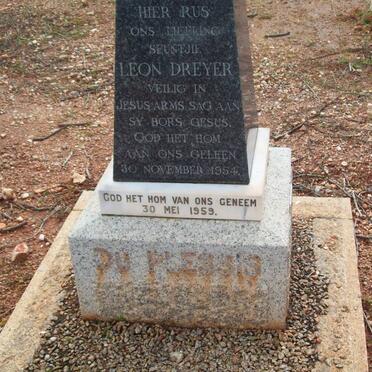 HIER RUS
ONS LIEFLING
SEUNTJIE
LEON DREYER
VEILIG IN
JESUS ARMS, SAG AAN
SY BORS GESUS.
GOD HET HOM
AAN ONS GELEEN
30 NOVEMBER 1954.
GOD HET HOM VAN ONS GENEEM
30 MEI 1959.